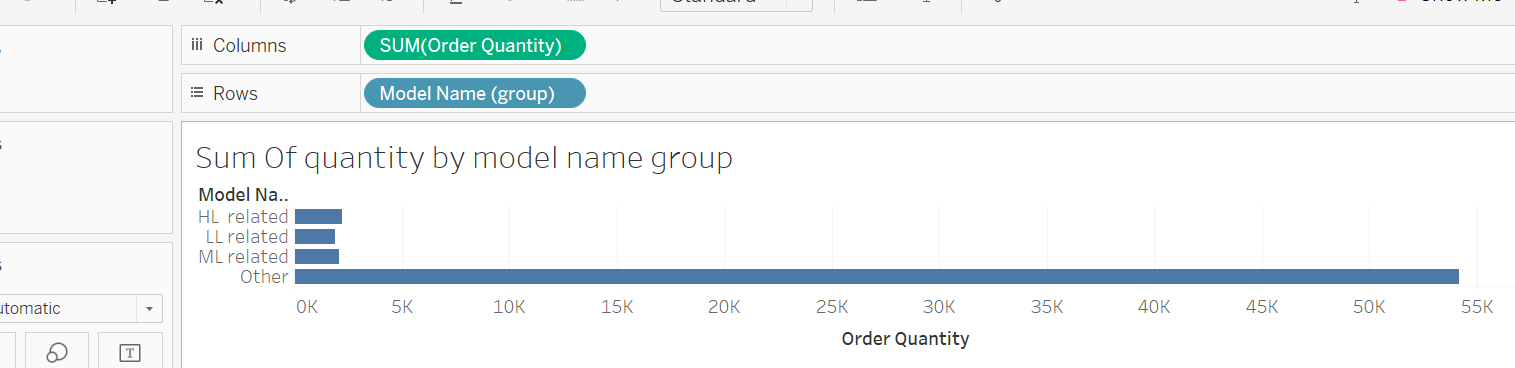 Standard
Columns
SUM(Order Quantity)
Rows
Model Name (group)
Sum Of quantity by model name group
Model Na..
HL related
LL related
ML related
Other
0K 5K 10K 15K 20K 25K 30K 35K 40K 45K 50K 55K
Order Quantity
utomatic
T